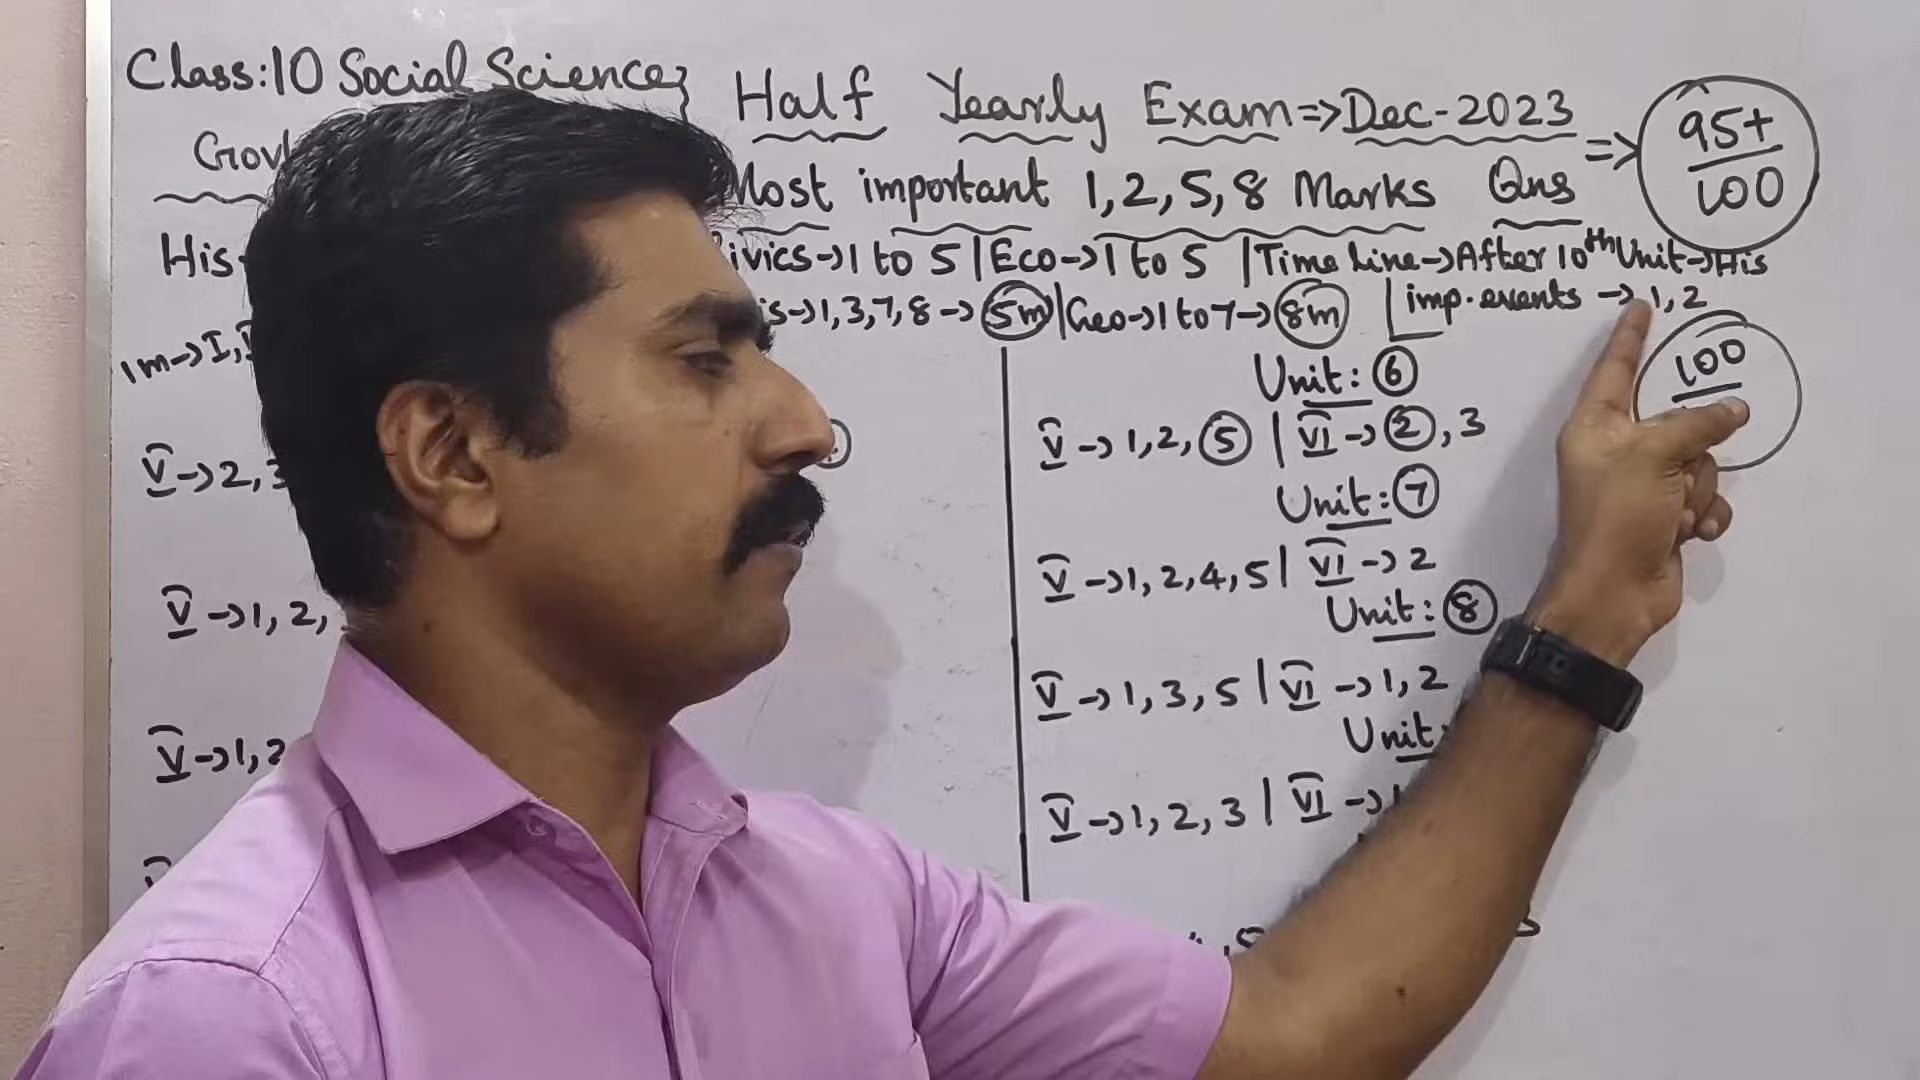 Class:10 Social Science} Half Yearly Exam=>Dec-2023
=> 95+/100
Most important 1,2,5,8 Marks Qns
His
1 to 5 | Eco->1 to 5 | Time line->After 10th Unit->His
1m->I, ->1,3,7,8->5m | Geo->1 to 7->8m | imp.events->1,2
100
Unit: 6
V->2,
V->1,2,5 | VI->2,3
Unit: 7
V->1,2,
V->1,2,4,5 | VI->2
Unit: 8
V->1,3,5 | VI->1,2
V->1,2
Unit:
V->1,2,3 | VI->